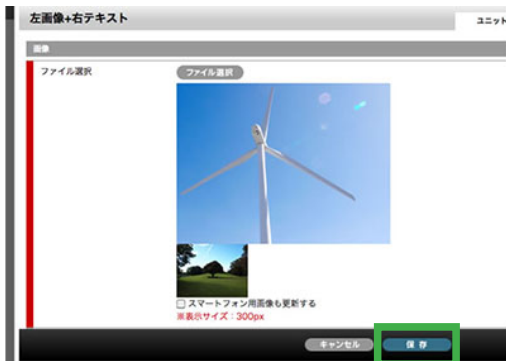 左画像+右テキスト
ユニット
画像
ファイル選択
ファイル選択
スマートフォン用画像も更新する
※表示サイズ：300px
キャンセル
保存